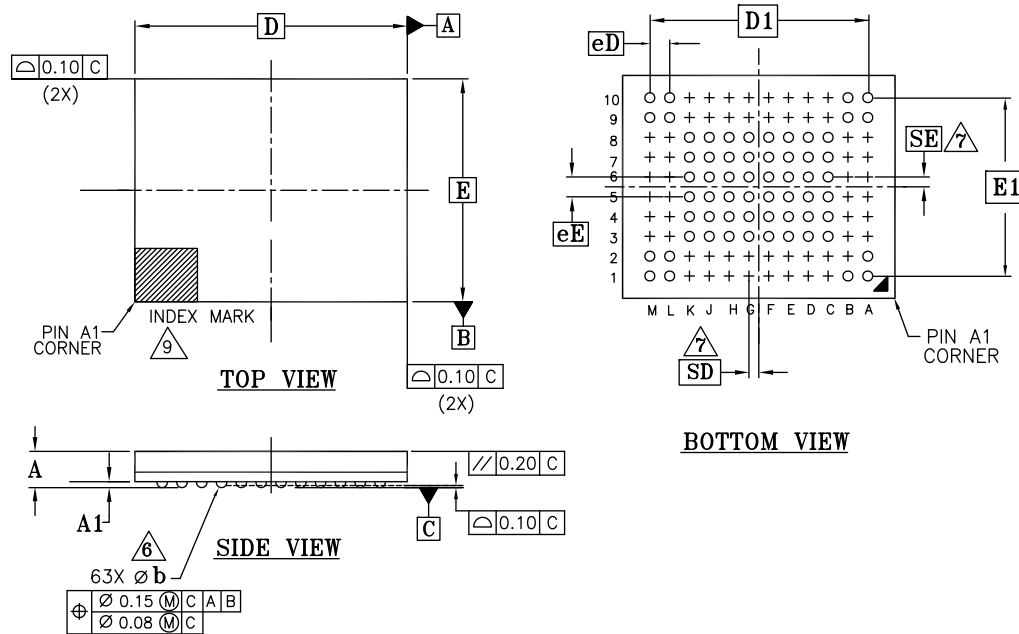 D
A
⌓ 0.10 C
(2X)
E
PIN A1
CORNER
INDEX MARK
9
B
TOP VIEW
⌓ 0.10 C
(2X)
D1
eD
10
9
8
7
6
5
4
3
2
1
SE 7
E1
eE
M L K J H G F E D C B A
7
SD
PIN A1
CORNER
BOTTOM VIEW
A
A1
// 0.20 C
C
⌓ 0.10 C
SIDE VIEW
6
63X ⌀ b
⌖ ⌀ 0.15 Ⓜ C A B
⌀ 0.08 Ⓜ C